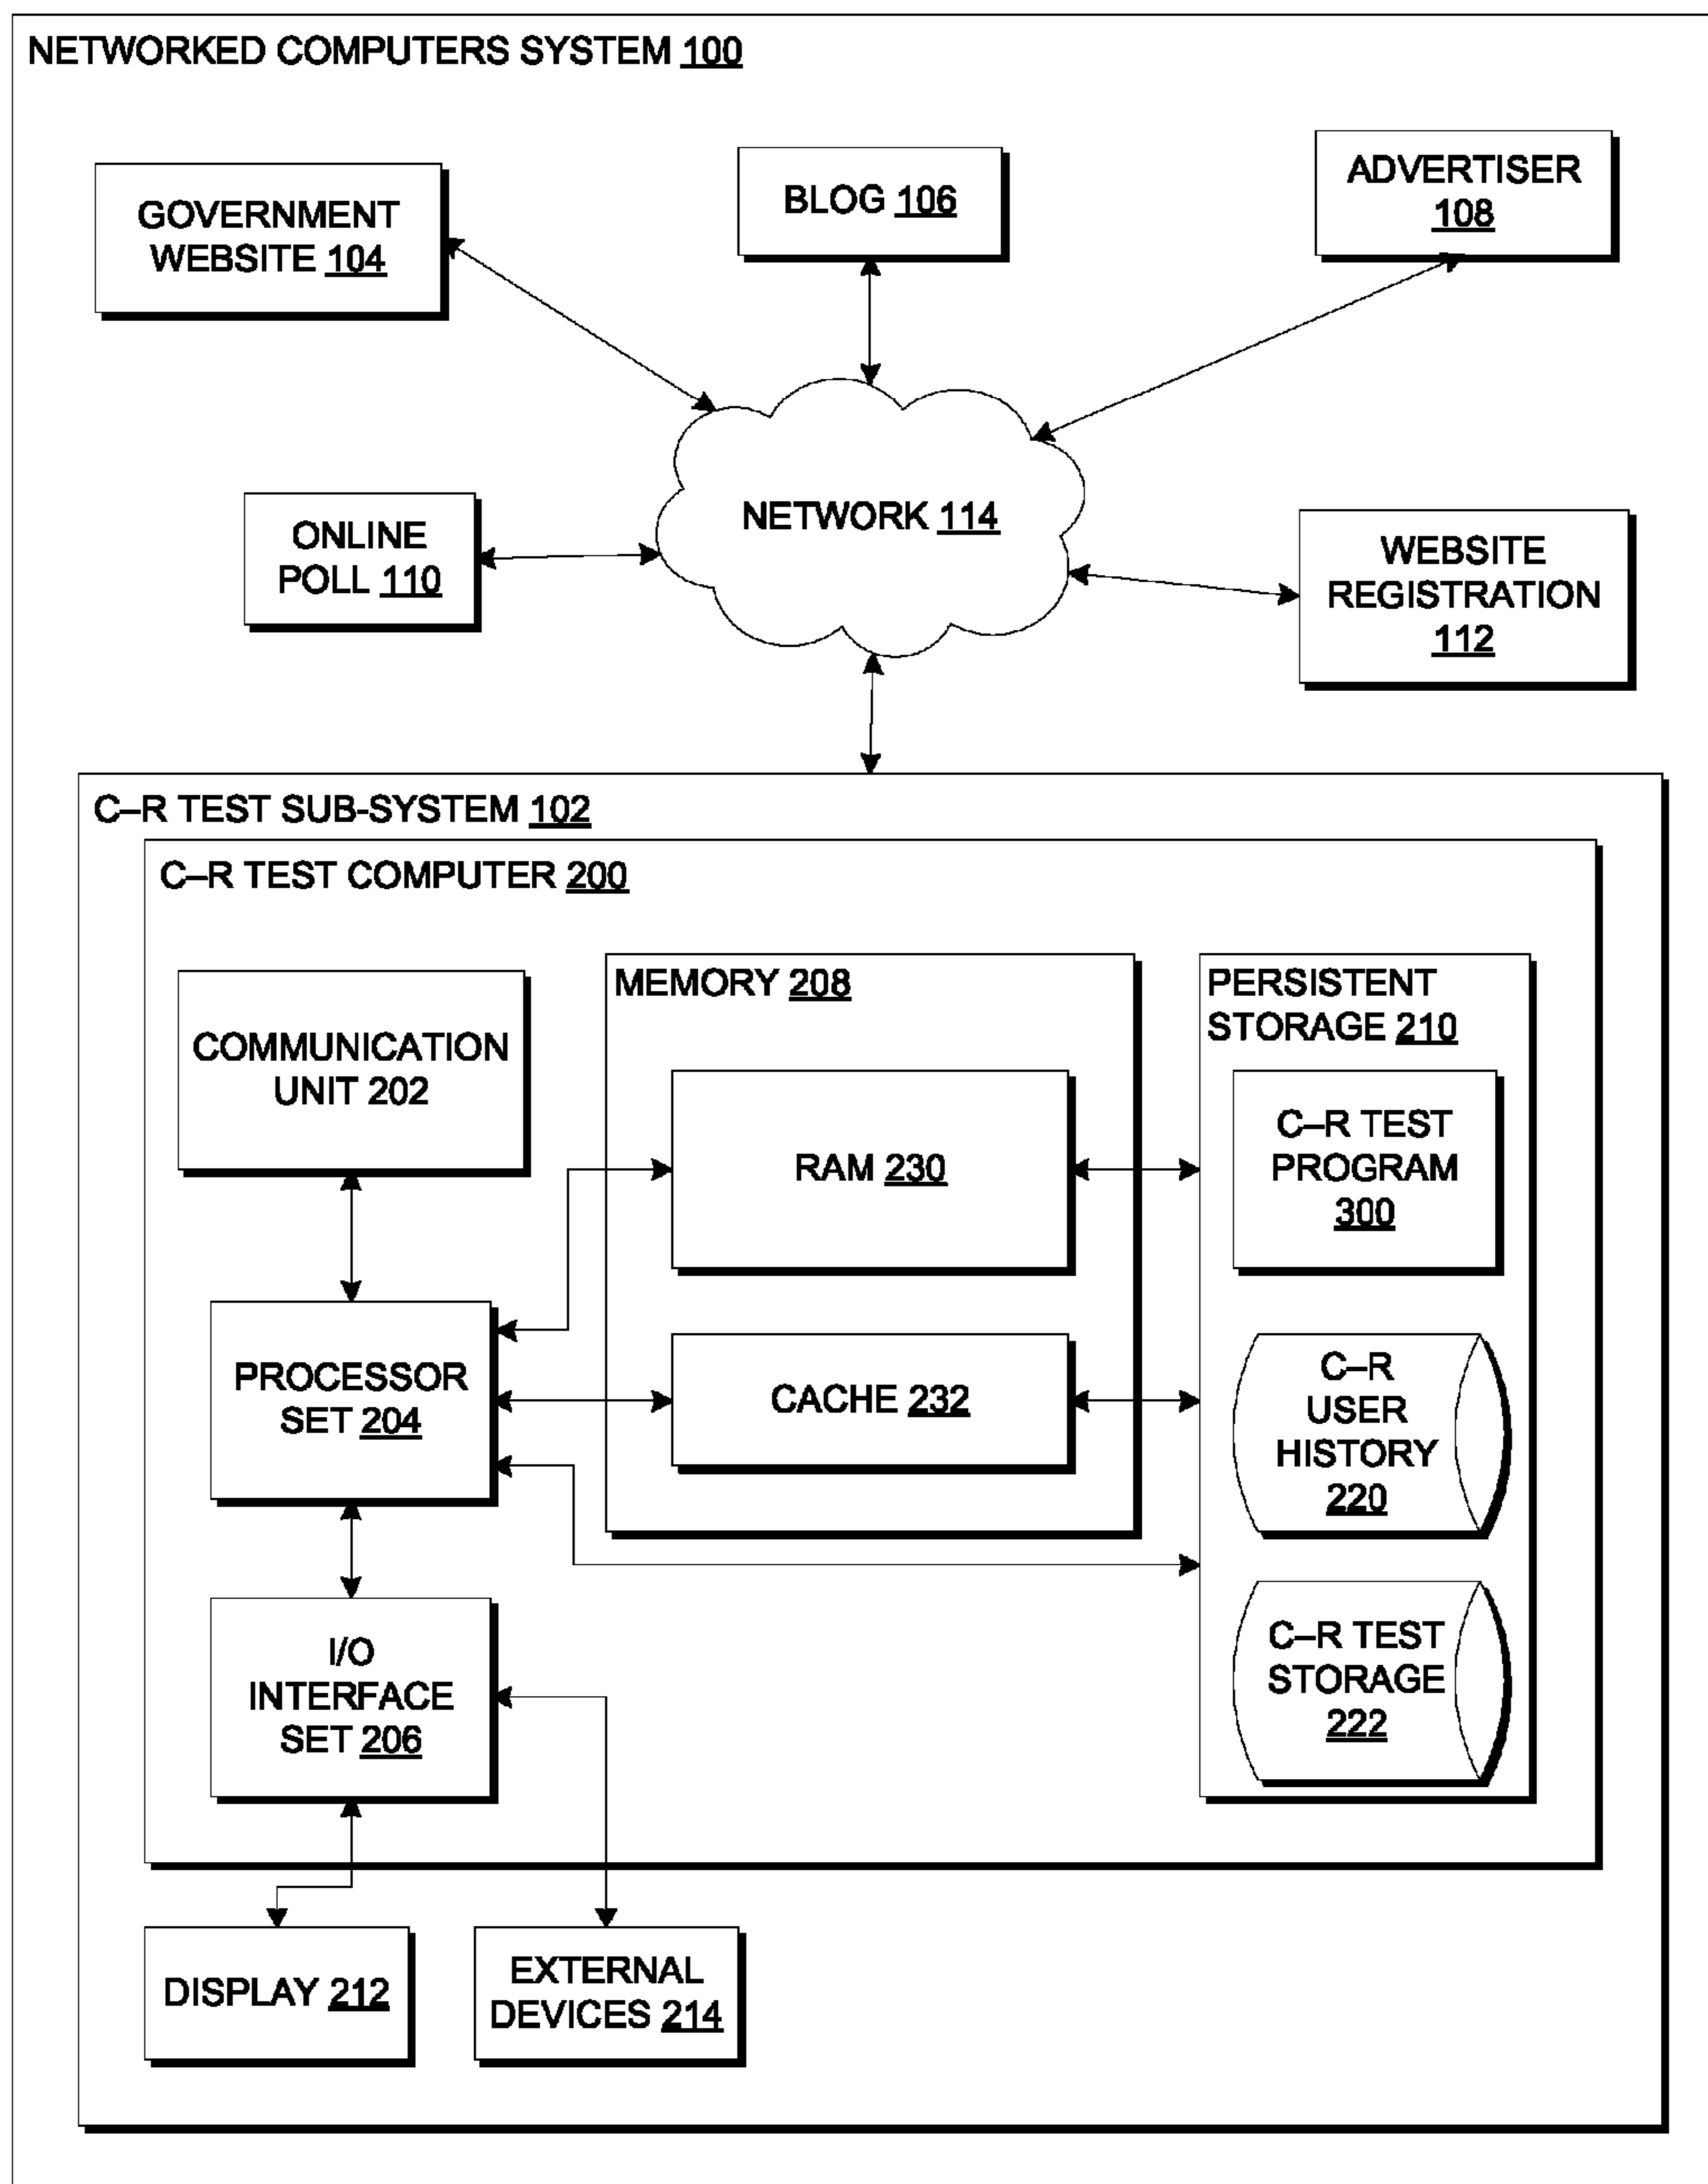 NETWORKED COMPUTERS SYSTEM 100
GOVERNMENT
WEBSITE 104
BLOG 106
ADVERTISER
108
NETWORK 114
ONLINE
POLL 110
WEBSITE
REGISTRATION
112
C–R TEST SUB-SYSTEM 102
C–R TEST COMPUTER 200
COMMUNICATION
UNIT 202
MEMORY 208
RAM 230
CACHE 232
PERSISTENT
STORAGE 210
C–R TEST
PROGRAM
300
C–R
USER
HISTORY
220
C–R TEST
STORAGE
222
PROCESSOR
SET 204
I/O
INTERFACE
SET 206
DISPLAY 212
EXTERNAL
DEVICES 214